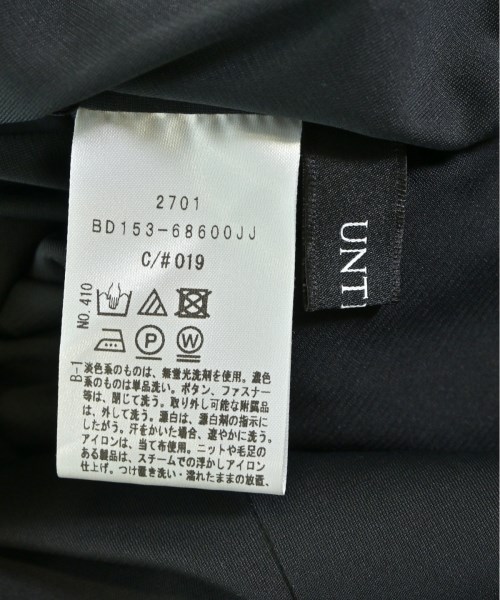 2701
BD153-68600JJ
C/#019
NO.410
P
W
B-1
淡色系のものは、無蛍光洗剤を使用。濃色
系のものは単品洗い。ボタン、ファスナー
等は、閉じて洗う。取り外し可能な附属品
は、外して洗う。漂白は、漂白剤の指示に
したがう。汗をかいた場合、速やかに洗う。
アイロンは、当て布使用。ニットや毛足の
ある製品は、スチームでの浮かしアイロン
仕上げ。つけ置き洗い・濡れたままの放置、
UNT